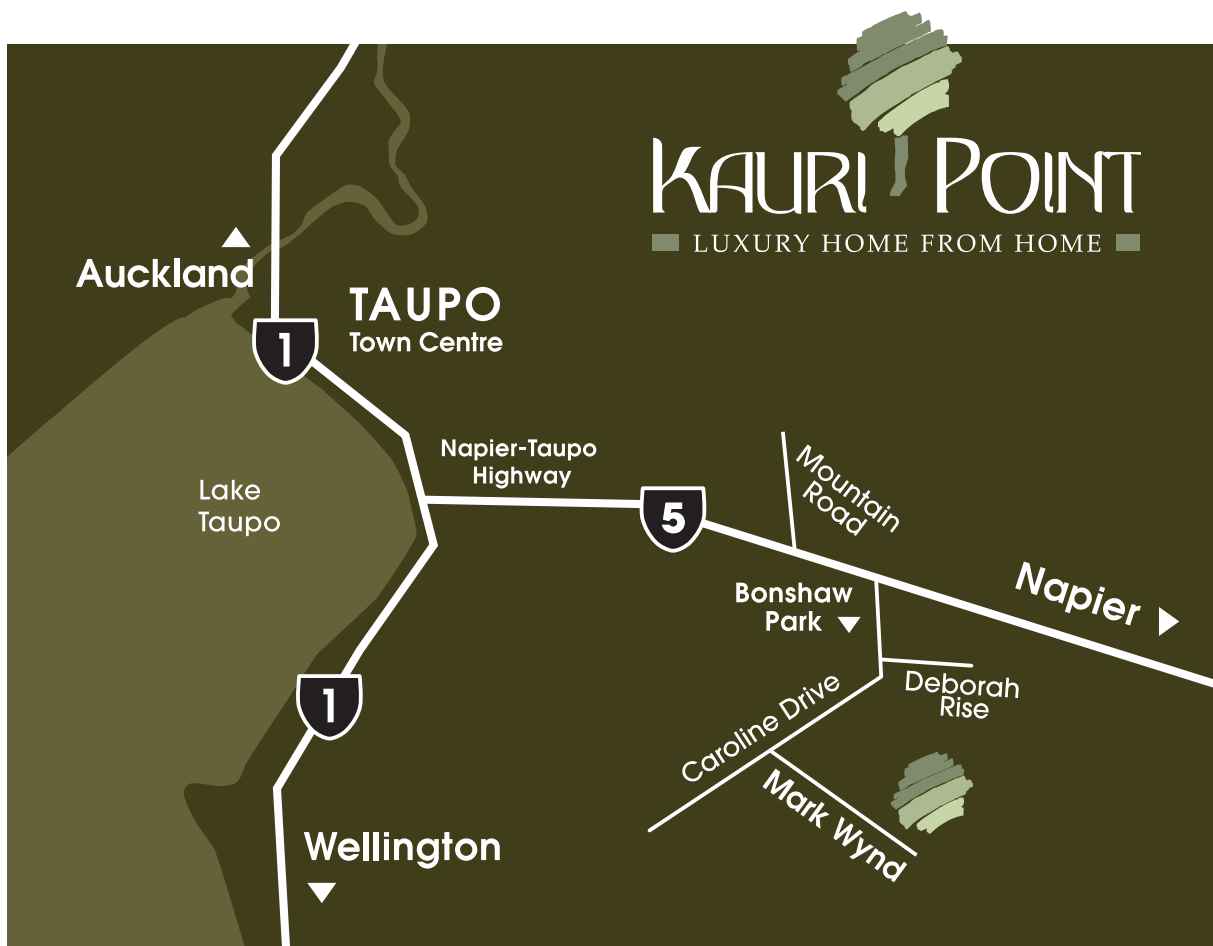 KAURI POINT
LUXURY HOME FROM HOME
Auckland
TAUPO
Town Centre
1
Napier-Taupo
Highway
Lake
Taupo
5
Mountain
Road
Napier
Bonshaw
Park
Deborah
Rise
Caroline Drive
1
Mark Wynd
Wellington